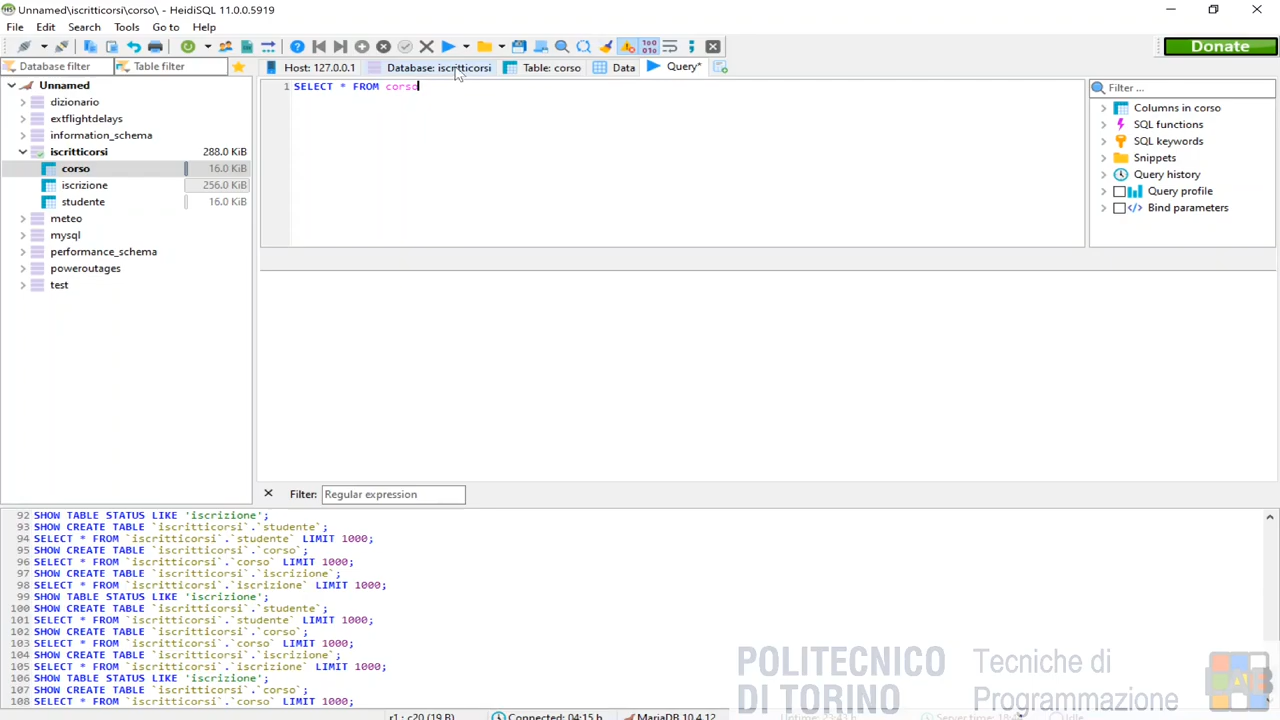 Unnamed\iscritticorsi\corso\ - HeidiSQL 11.0.0.5919
File Edit Search Tools Go to Help
Donate
Database filter Table filter Host: 127.0.0.1 Database: iscritticorsi Table: corso Data Query*
Unnamed
dizionario
extflightdelays
information_schema
iscritticorsi 288.0 KiB
corso 16.0 KiB
iscrizione 256.0 KiB
studente 16.0 KiB
meteo
mysql
performance_schema
poweroutages
test
1 SELECT * FROM corso
Filter ...
Columns in corso
SQL functions
SQL keywords
Snippets
Query history
Query profile
Bind parameters
Filter: Regular expression
92 SHOW TABLE STATUS LIKE 'iscrizione';
93 SHOW CREATE TABLE `iscritticorsi`.`studente`;
94 SELECT * FROM `iscritticorsi`.`studente` LIMIT 1000;
95 SHOW CREATE TABLE `iscritticorsi`.`corso`;
96 SELECT * FROM `iscritticorsi`.`corso` LIMIT 1000;
97 SHOW CREATE TABLE `iscritticorsi`.`iscrizione`;
98 SELECT * FROM `iscritticorsi`.`iscrizione` LIMIT 1000;
99 SHOW TABLE STATUS LIKE 'iscrizione';
100 SHOW CREATE TABLE `iscritticorsi`.`studente`;
101 SELECT * FROM `iscritticorsi`.`studente` LIMIT 1000;
102 SHOW CREATE TABLE `iscritticorsi`.`corso`;
103 SELECT * FROM `iscritticorsi`.`corso` LIMIT 1000;
104 SHOW CREATE TABLE `iscritticorsi`.`iscrizione`;
105 SELECT * FROM `iscritticorsi`.`iscrizione` LIMIT 1000;
106 SHOW TABLE STATUS LIKE 'iscrizione';
107 SHOW CREATE TABLE `iscritticorsi`.`corso`;
108 SELECT * FROM `iscritticorsi`.`corso` LIMIT 1000;
POLITECNICO
DI TORINO
Tecniche di
Programmazione
r1 : c20 (19 B) Connected: 04:15 h MariaDB 10.4.12